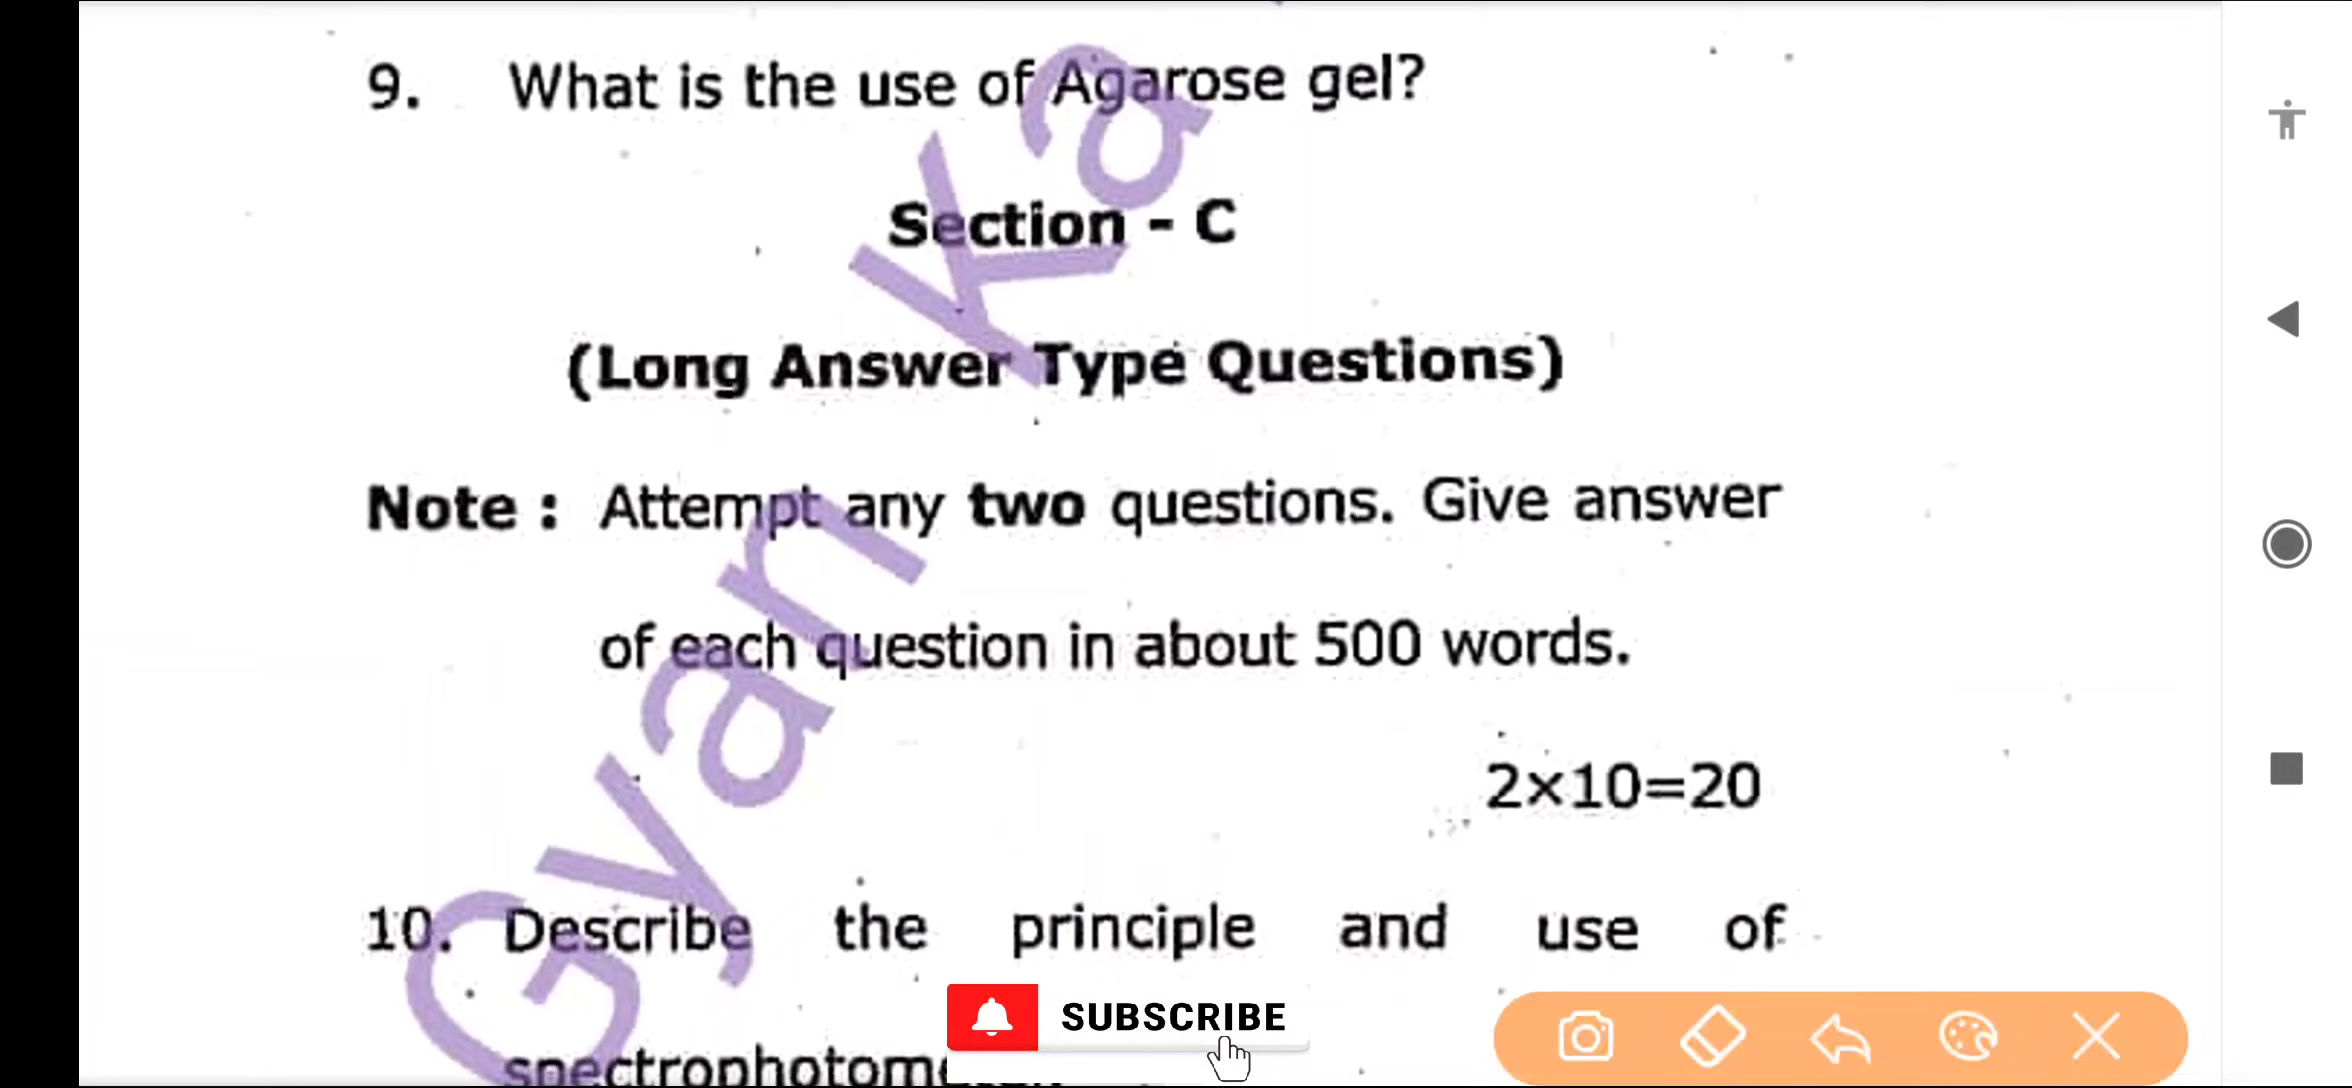 9. What is the use of Agarose gel?
Section - C
(Long Answer Type Questions)
Note : Attempt any two questions. Give answer
of each question in about 500 words.
2×10=20
10. Describe the principle and use of
SUBSCRIBE
Gyan Ka